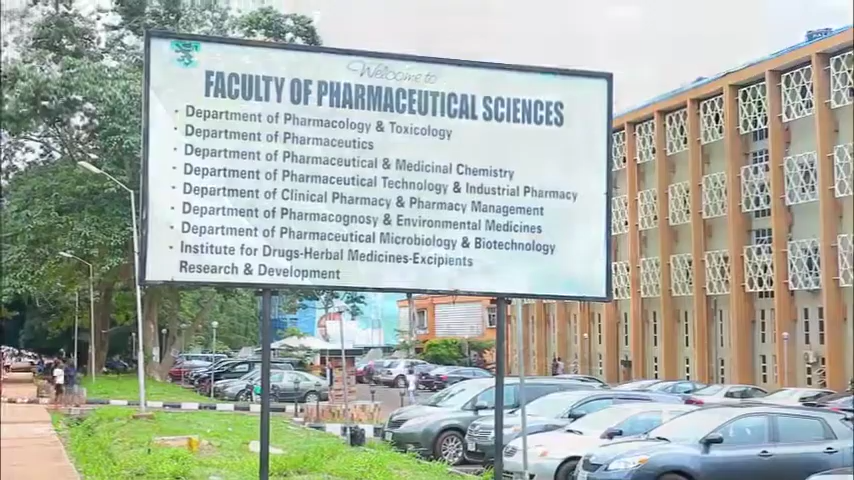 Welcome to
FACULTY OF PHARMACEUTICAL SCIENCES
• Department of Pharmacology & Toxicology
• Department of Pharmaceutics
• Department of Pharmaceutical & Medicinal Chemistry
• Department of Pharmaceutical Technology & Industrial Pharmacy
• Department of Clinical Pharmacy & Pharmacy Management
• Department of Pharmacognosy & Environmental Medicines
• Department of Pharmaceutical Microbiology & Biotechnology
• Institute for Drugs-Herbal Medicines-Excipients
Research & Development